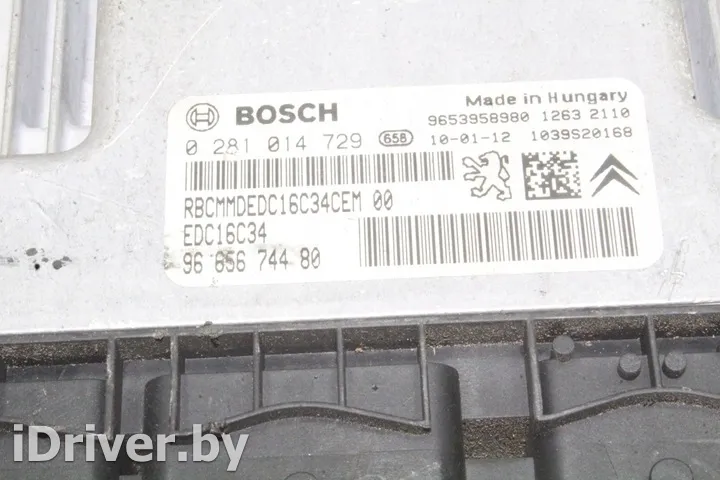 BOSCH
Made in Hungary
9653958980 1263 2110
0 281 014 729 658 10-01-12 1039S20168
RBCMMDEDC16C34CEM 00
EDC16C34
96 856 744 80
iDriver.by